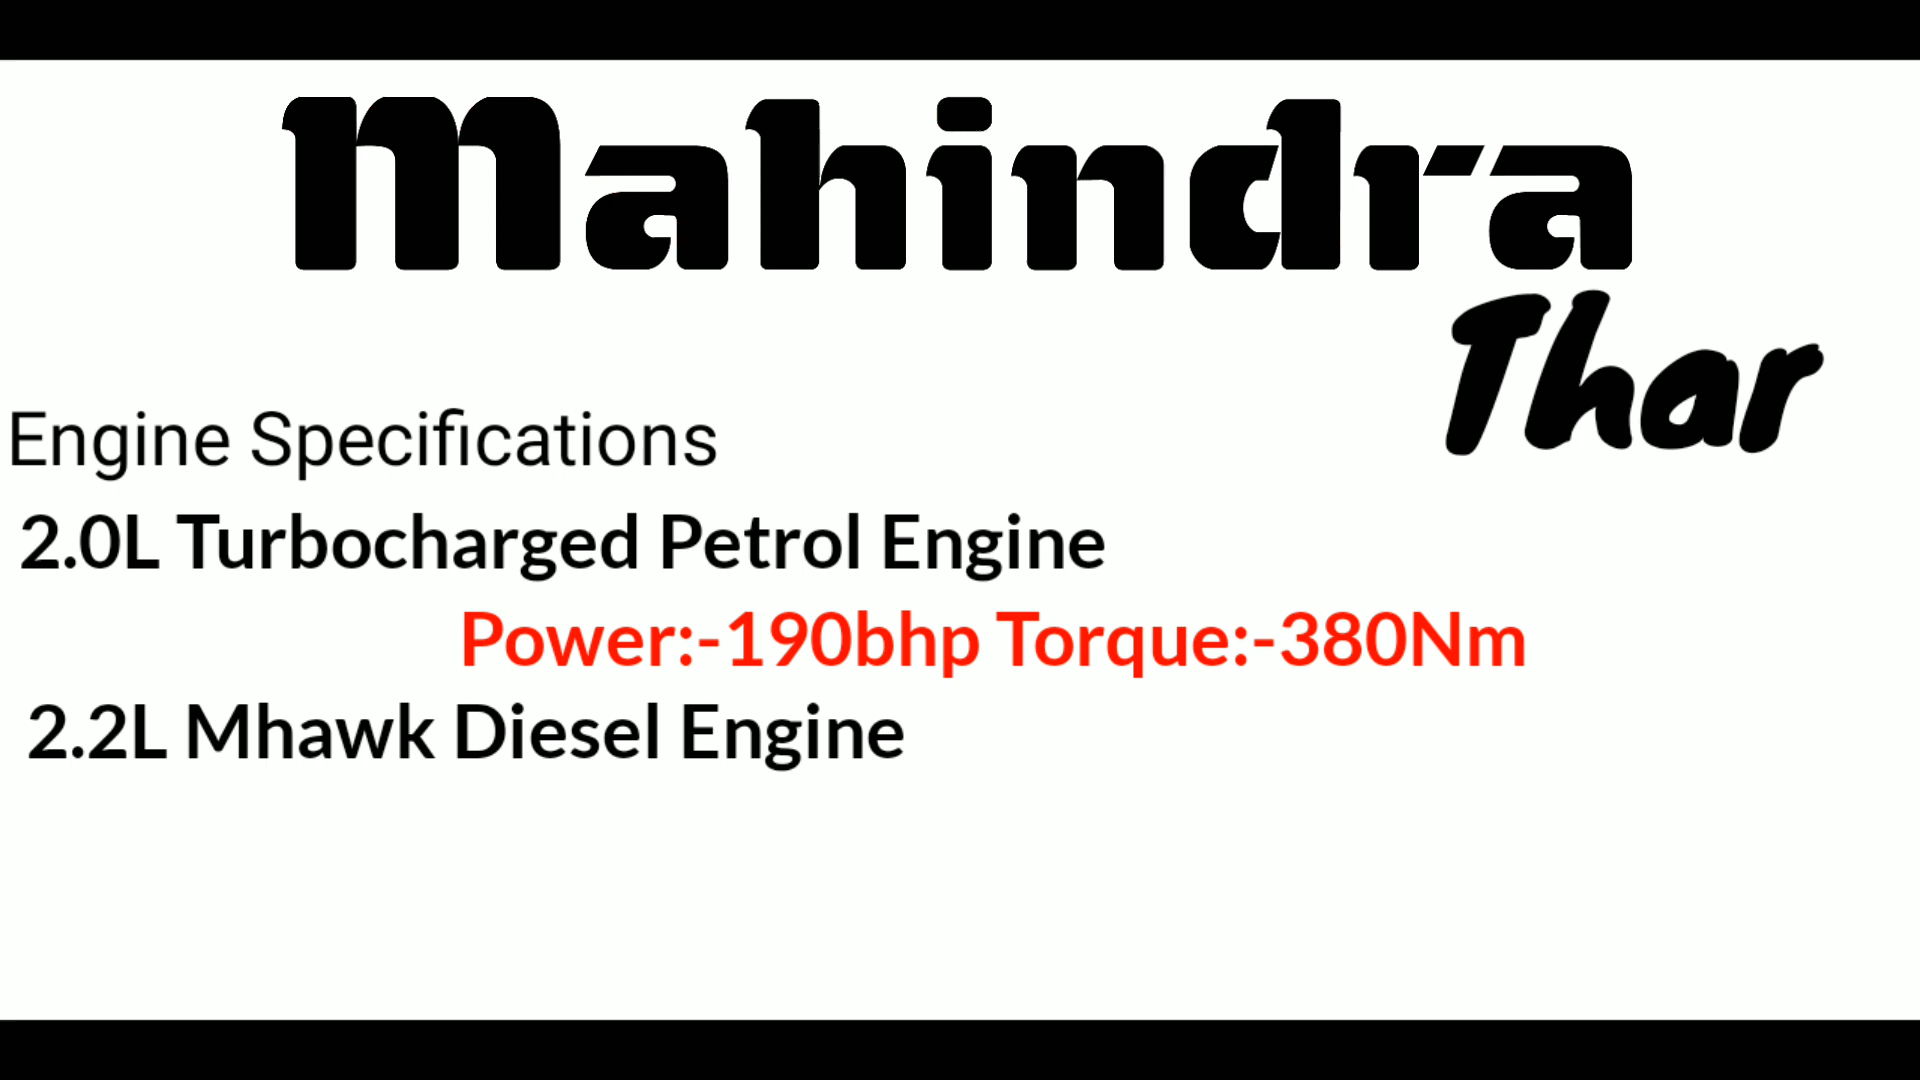 Mahindra
Thar
Engine Specifications
2.0L Turbocharged Petrol Engine
Power:-190bhp Torque:-380Nm
2.2L Mhawk Diesel Engine